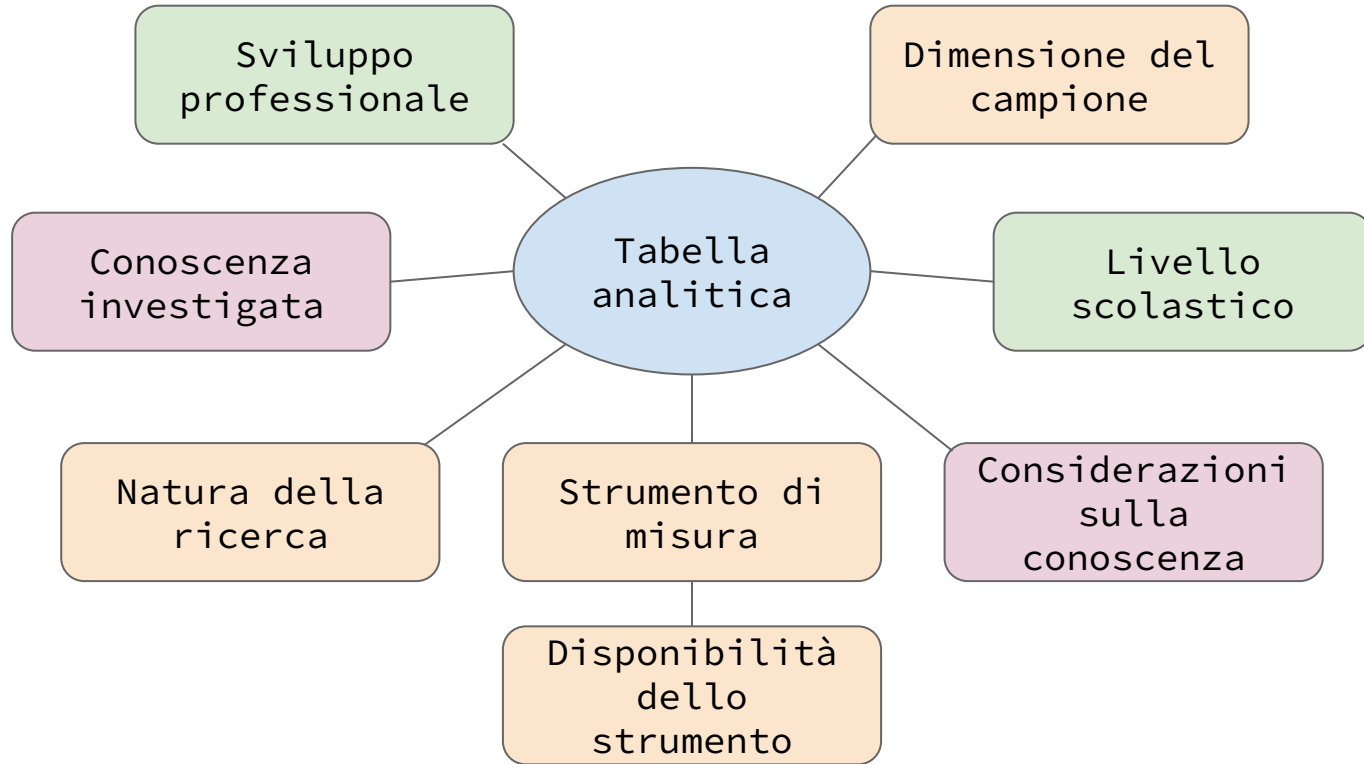 Sviluppo
professionale
Dimensione del
campione
Conoscenza
investigata
Tabella
analitica
Livello
scolastico
Natura della
ricerca
Strumento di
misura
Considerazioni
sulla
conoscenza
Disponibilità
dello
strumento